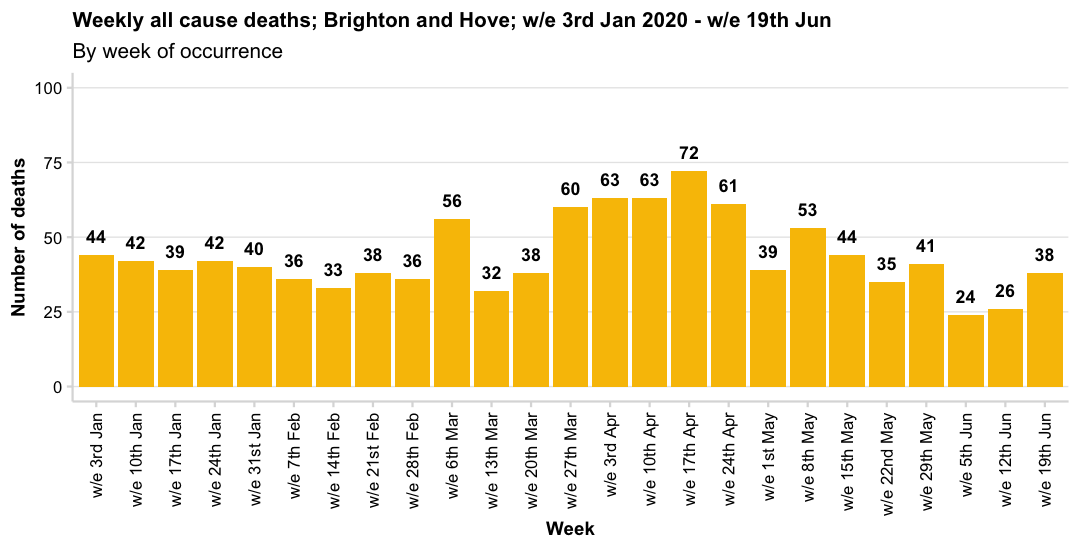 Weekly all cause deaths; Brighton and Hove; w/e 3rd Jan 2020 - w/e 19th Jun
By week of occurrence
Number of deaths
100
75
50
25
0
44
42
39
42
40
36
33
38
36
56
32
38
60
63
63
72
61
39
53
44
35
41
24
26
38
w/e 3rd Jan
w/e 10th Jan
w/e 17th Jan
w/e 24th Jan
w/e 31st Jan
w/e 7th Feb
w/e 14th Feb
w/e 21st Feb
w/e 28th Feb
w/e 6th Mar
w/e 13th Mar
w/e 20th Mar
w/e 27th Mar
w/e 3rd Apr
w/e 10th Apr
w/e 17th Apr
w/e 24th Apr
w/e 1st May
w/e 8th May
w/e 15th May
w/e 22nd May
w/e 29th May
w/e 5th Jun
w/e 12th Jun
w/e 19th Jun
Week